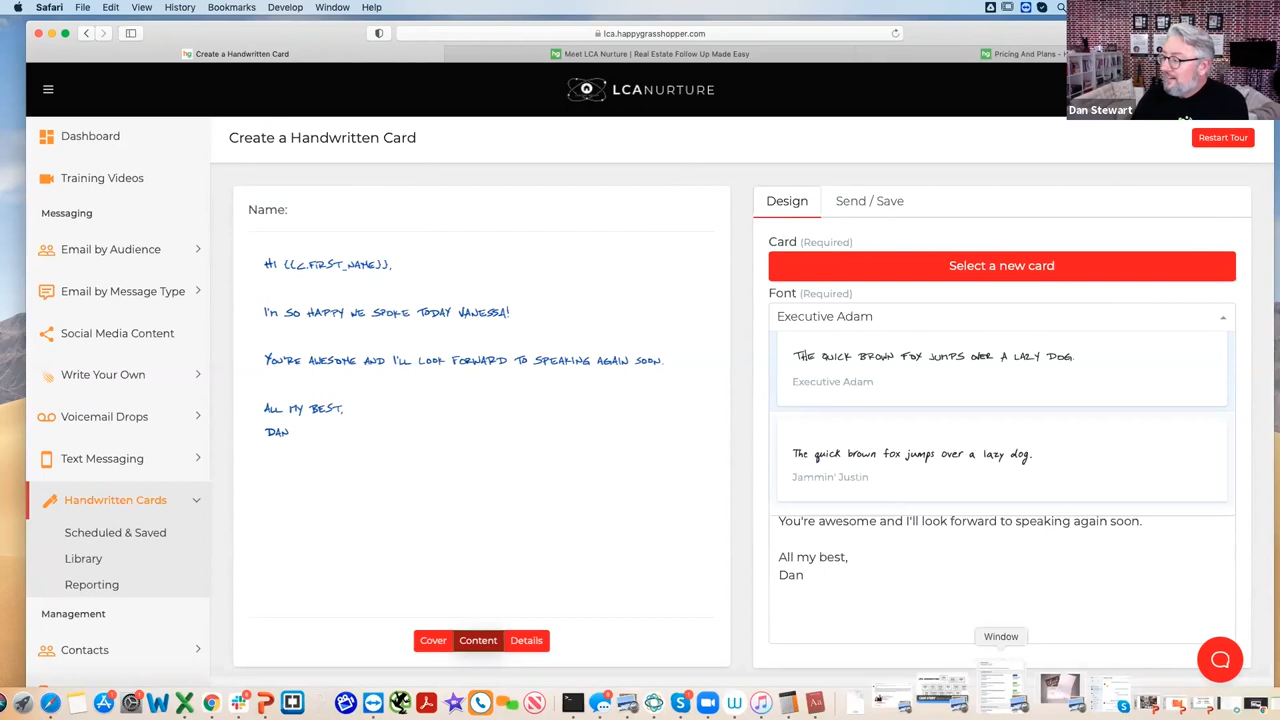 Safari File Edit View History Bookmarks Develop Window Help
lca.happygrasshopper.com
hg Create a Handwritten Card
hg Meet LCA Nurture | Real Estate Follow Up Made Easy
hg Pricing And Plans - H
Dan Stewart
LCANURTURE
Dashboard
Training Videos
Messaging
Email by Audience
Email by Message Type
Social Media Content
Write Your Own
Voicemail Drops
Text Messaging
Handwritten Cards
Scheduled & Saved
Library
Reporting
Management
Contacts
Create a Handwritten Card
Restart Tour
Name:
Hi {{c.first_name}},
I'm so happy we spoke today Vanessa!
You're awesome and I'll look forward to speaking again soon.
All my best,
Dan
Cover Content Details
Design Send / Save
Card (Required)
Select a new card
Font (Required)
Executive Adam
The quick brown fox jumps over a lazy dog.
Executive Adam
The quick brown fox jumps over a lazy dog.
Jammin' Justin
You're awesome and I'll look forward to speaking again soon.
All my best,
Dan
Window